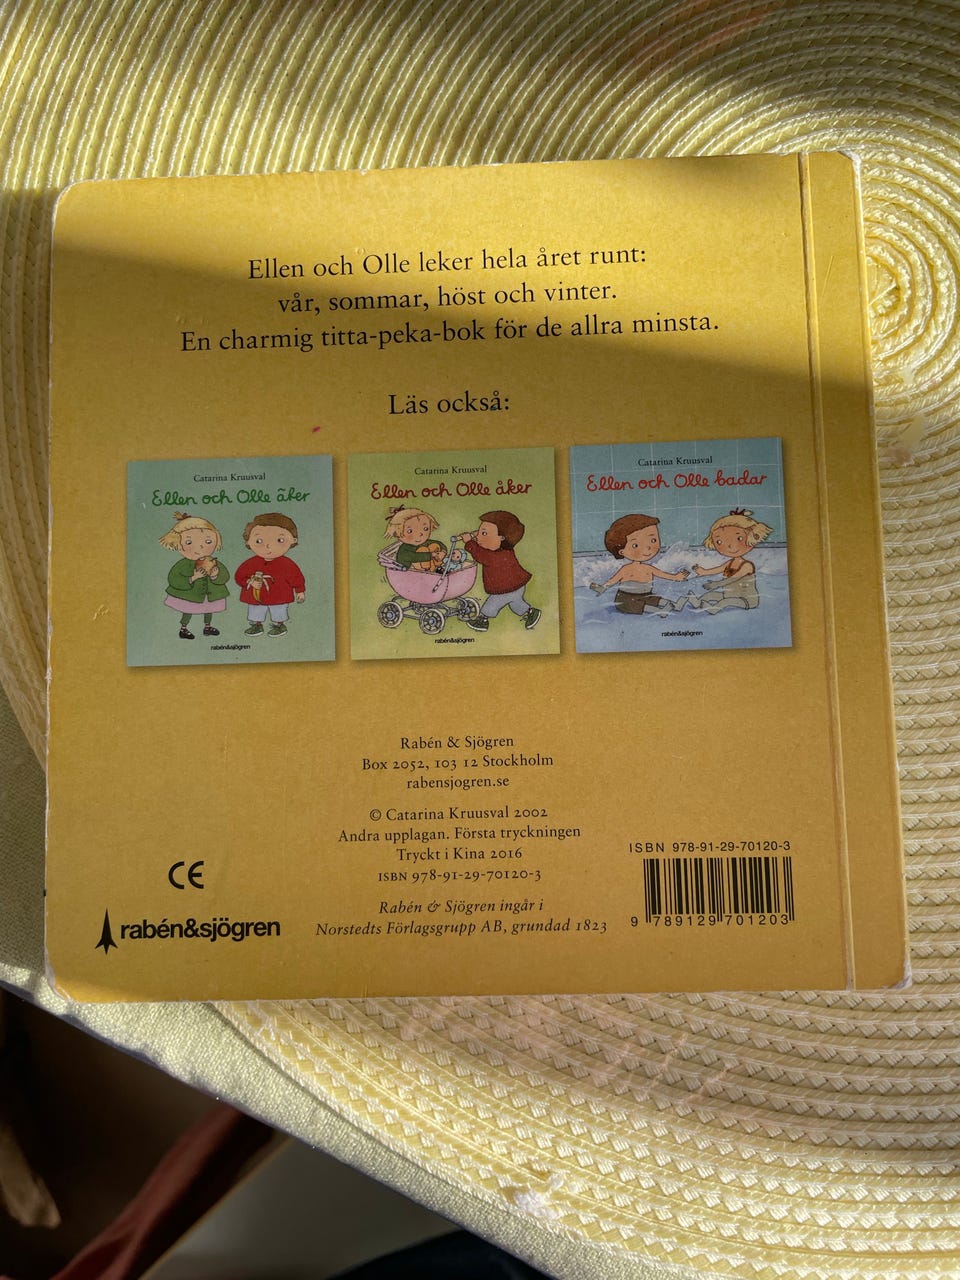 Ellen och Olle leker hela året runt:
vår, sommar, höst och vinter.
En charmig titta-peka-bok för de allra minsta.
Läs också:
Catarina Kruusval
Ellen och Olle äter
rabén&sjögren
Catarina Kruusval
Ellen och Olle åker
rabén&sjögren
Catarina Kruusval
Ellen och Olle badar
rabén&sjögren
Rabén & Sjögren
Box 2052, 103 12 Stockholm
rabensjogren.se
© Catarina Kruusval 2002
Andra upplagan. Första tryckningen
Tryckt i Kina 2016
ISBN 978-91-29-70120-3
Rabén & Sjögren ingår i
Norstedts Förlagsgrupp AB, grundad 1823
CE
rabén&sjögren
ISBN 978-91-29-70120-3
9 789129 701203